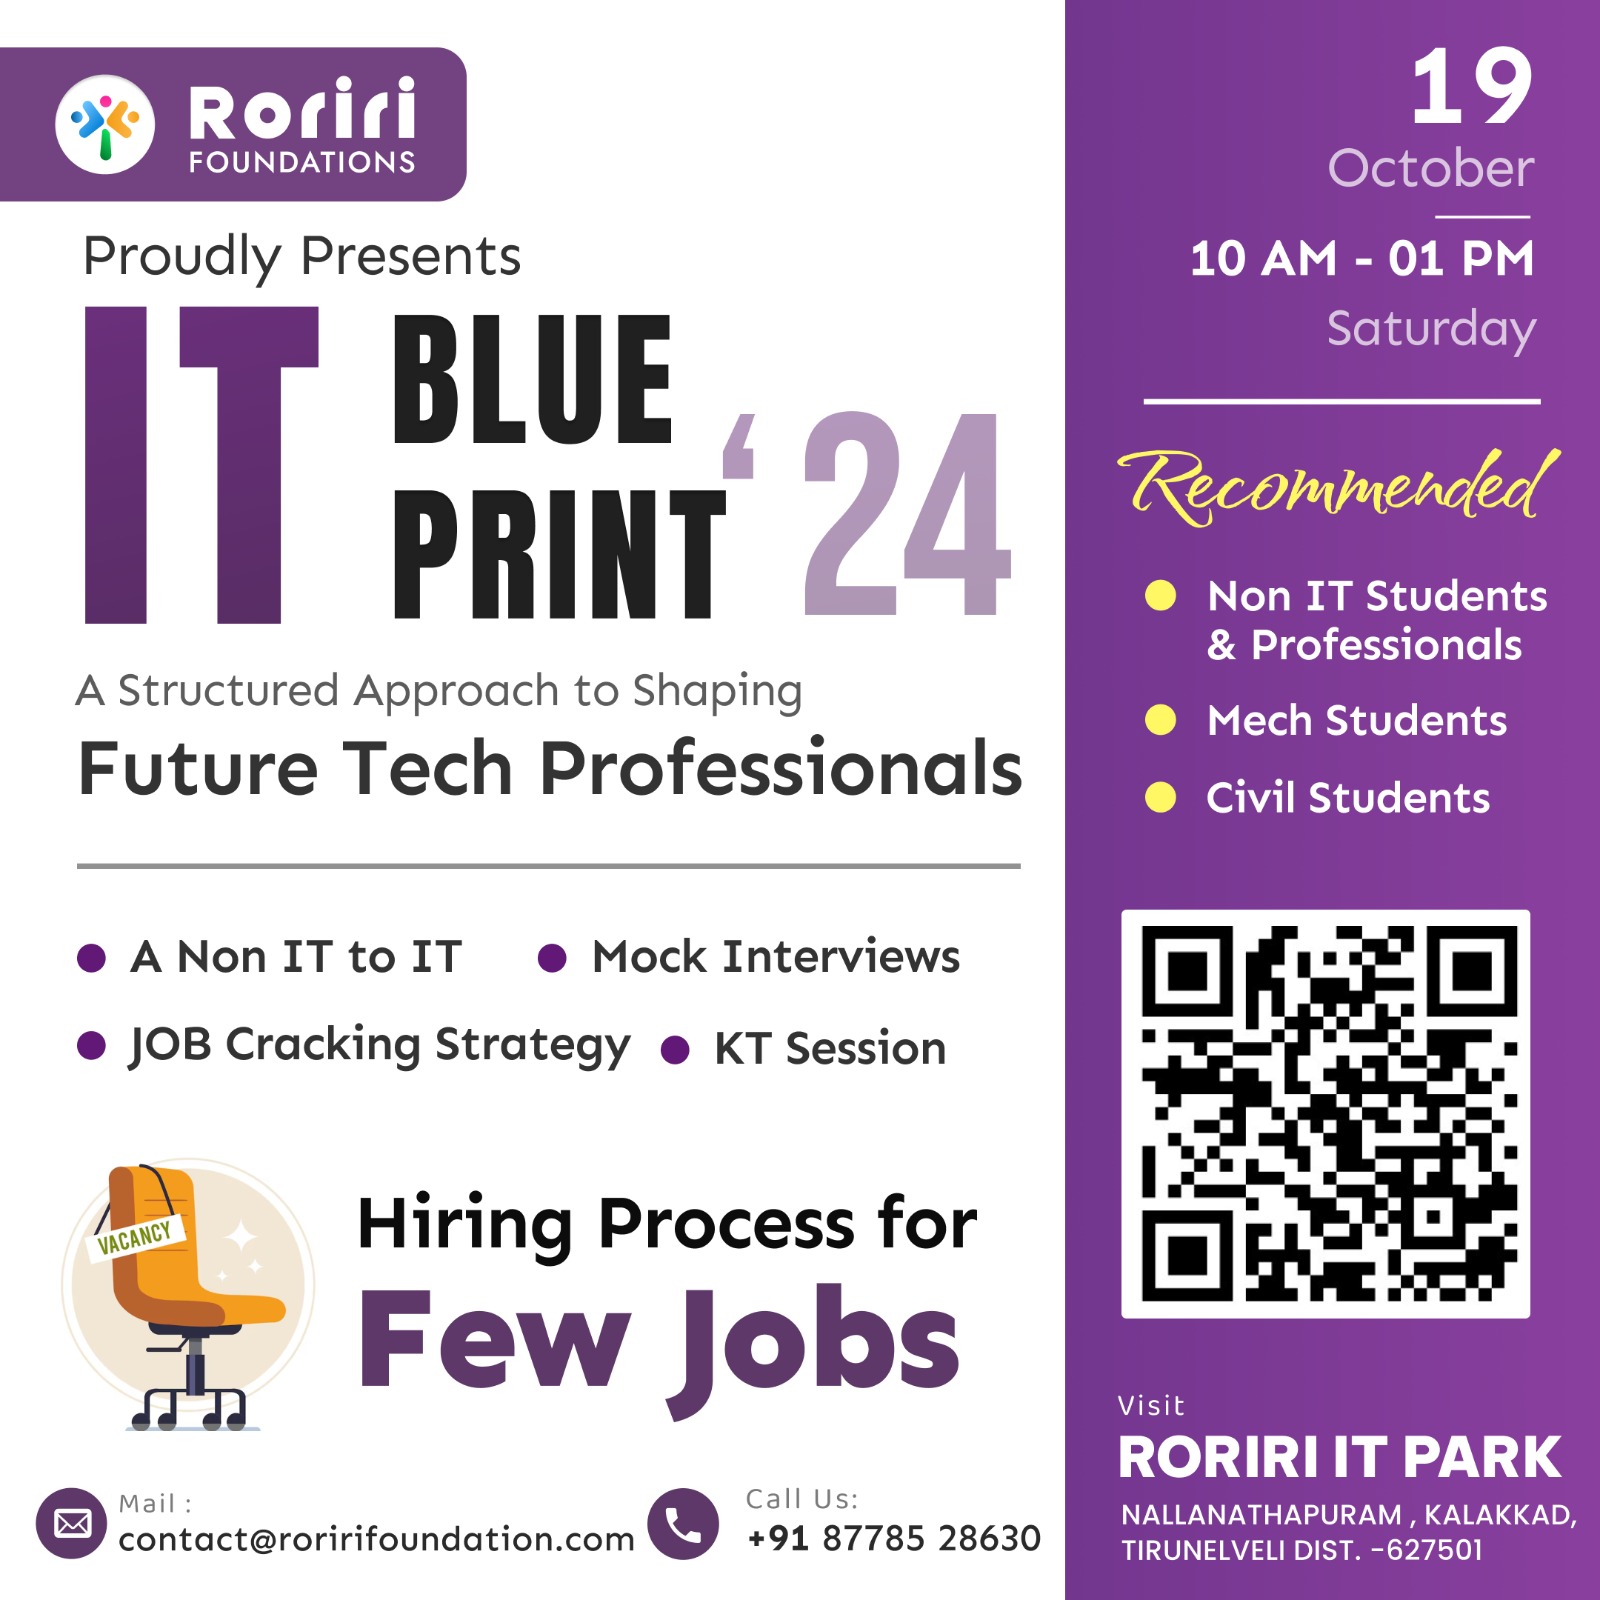 Roriri
FOUNDATIONS
Proudly Presents
IT BLUE
PRINT ‘24
A Structured Approach to Shaping
Future Tech Professionals
A Non IT to IT
Mock Interviews
JOB Cracking Strategy
KT Session
VACANCY
Hiring Process for
Few Jobs
Mail :
contact@roririfoundation.com
Call Us:
+91 87785 28630
19
October
10 AM - 01 PM
Saturday
Recommended
Non IT Students
& Professionals
Mech Students
Civil Students
Visit
RORIRI IT PARK
NALLANATHAPURAM , KALAKKAD,
TIRUNELVELI DIST. -627501